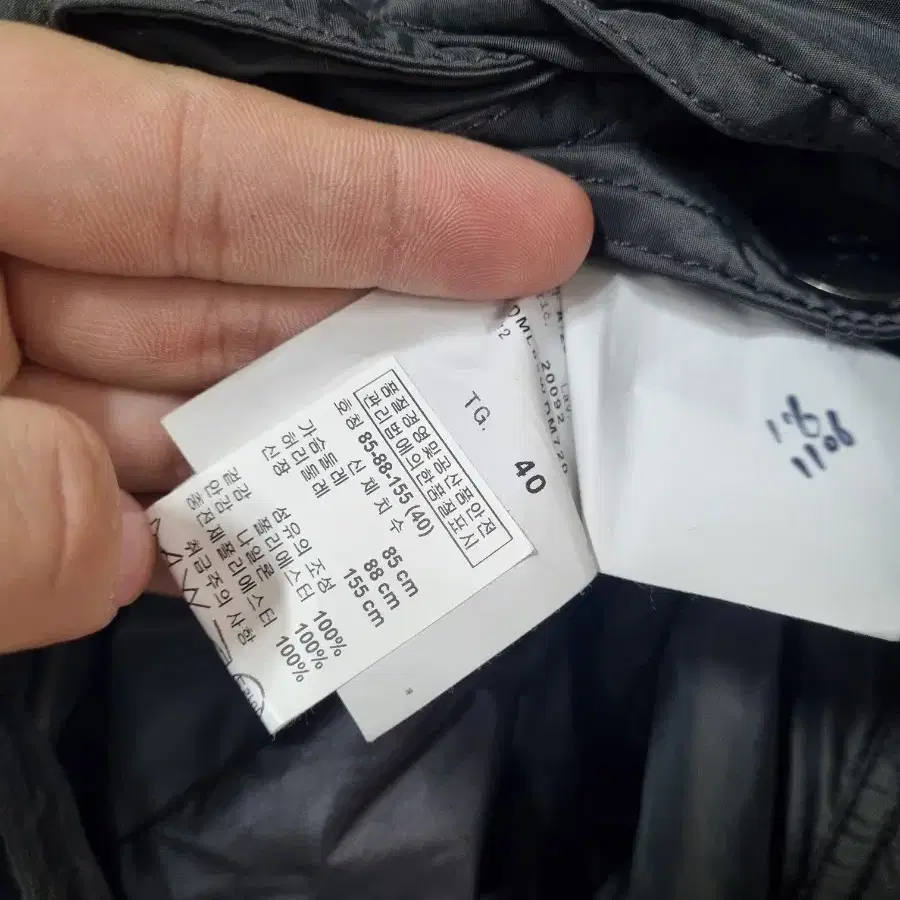 품질경영및공산품안전
관리법에의한품질표시
호칭 85-88-155 (40)
신 체 치 수
가슴둘레 85 cm
허리둘레 88 cm
신장 155 cm
섬유의 조성
겉감 폴리에스터 100%
안감 나일론 100%
충전재폴리에스터 100%
취급주의 사항
TG.
40
20092
1106